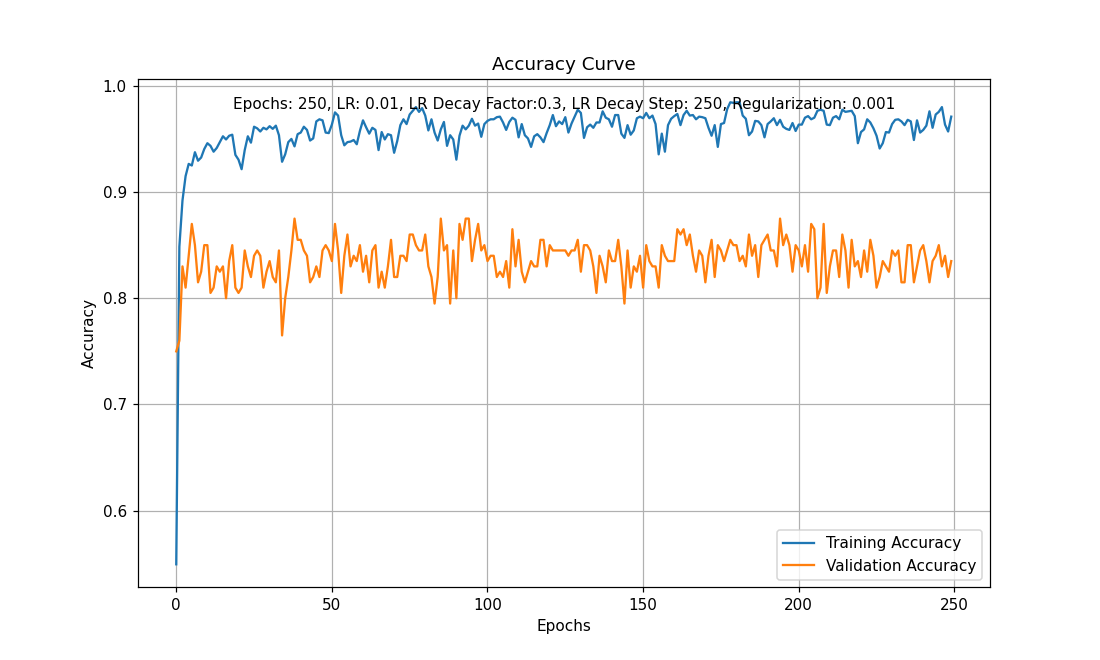 Accuracy Curve
Epochs: 250, LR: 0.01, LR Decay Factor:0.3, LR Decay Step: 250, Regularization: 0.001
1.0
0.9
0.8
0.7
0.6
Accuracy
Training Accuracy
Validation Accuracy
0 50 100 150 200 250
Epochs